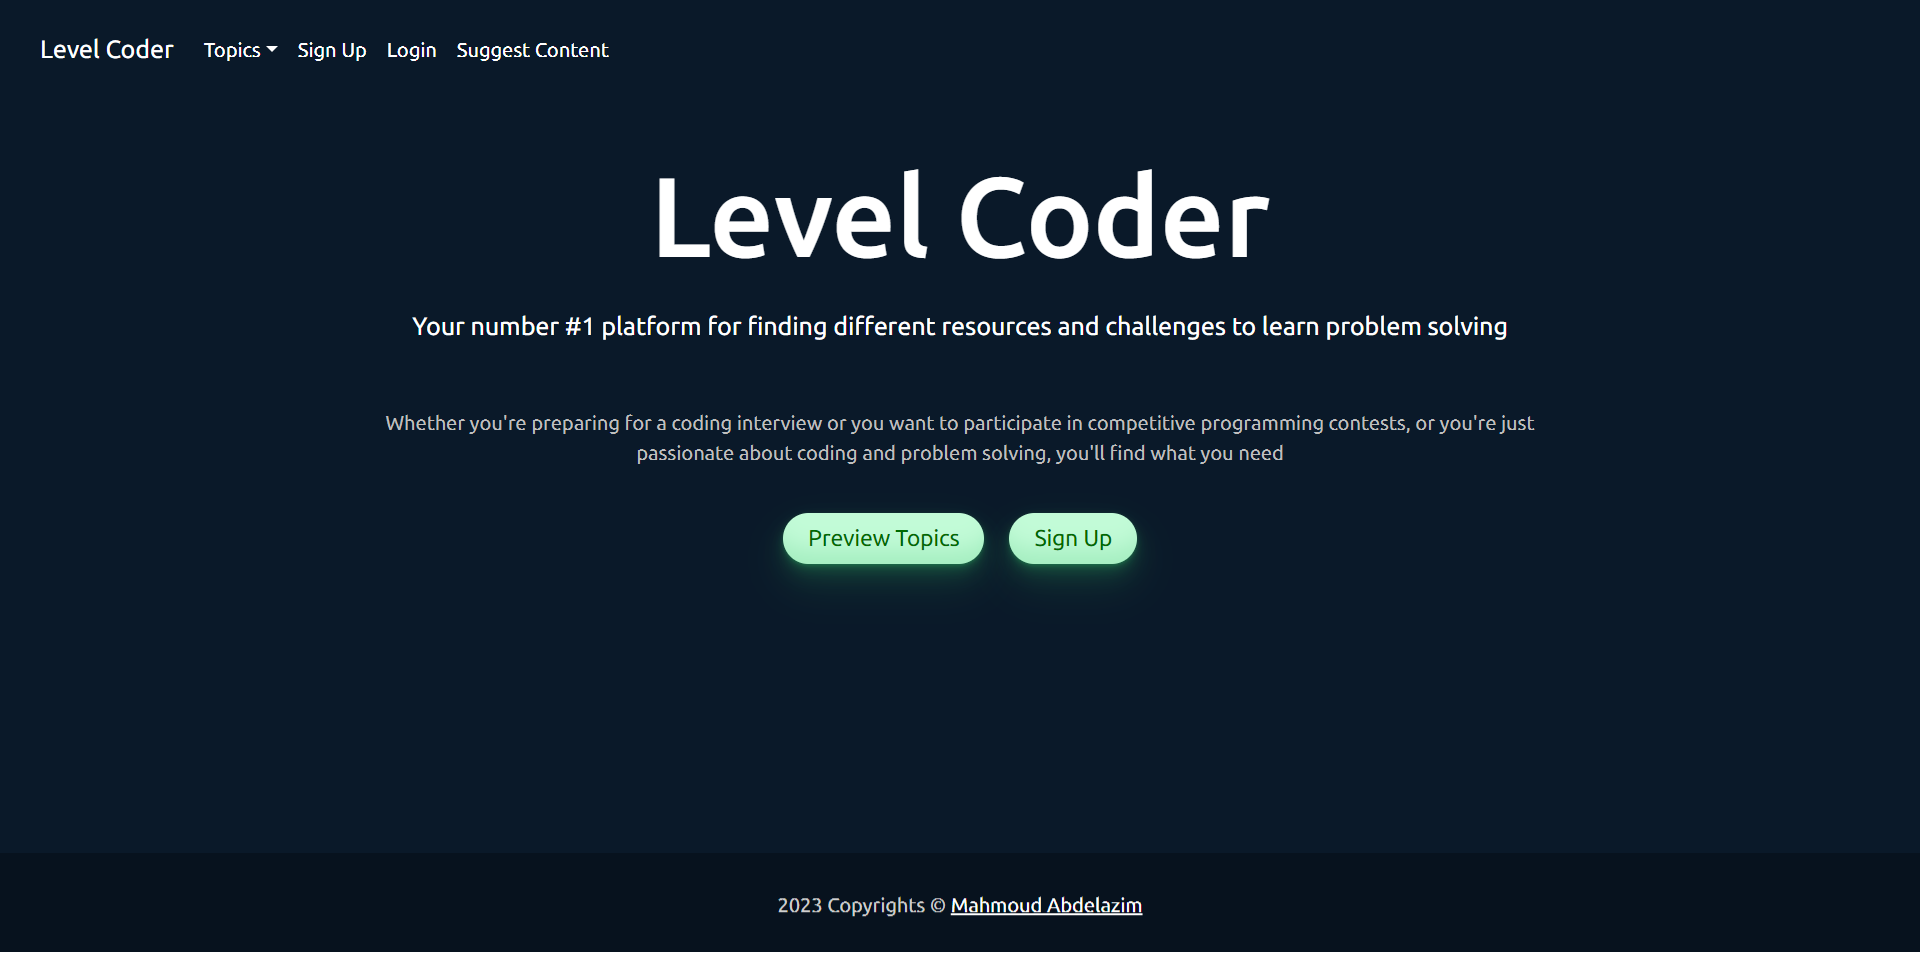 Level Coder Topics Sign Up Login Suggest Content
Level Coder
Your number #1 platform for finding different resources and challenges to learn problem solving
Whether you're preparing for a coding interview or you want to participate in competitive programming contests, or you're just
passionate about coding and problem solving, you'll find what you need
Preview Topics Sign Up
2023 Copyrights © Mahmoud Abdelazim